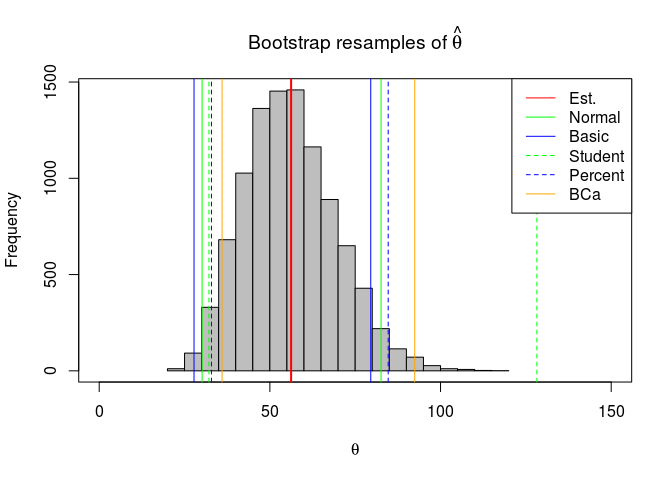 Bootstrap resamples of θ̂
Frequency
1500
1000
500
0
0 50 100 150
θ
Est.
Normal
Basic
Student
Percent
BCa